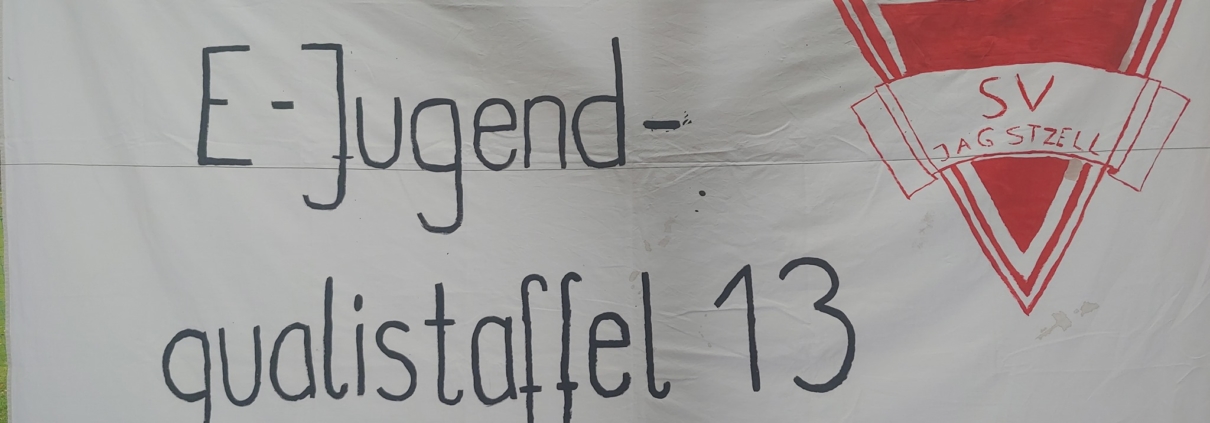 E-Jugend-
qualistaffel 13
SV
JAGSTZELL